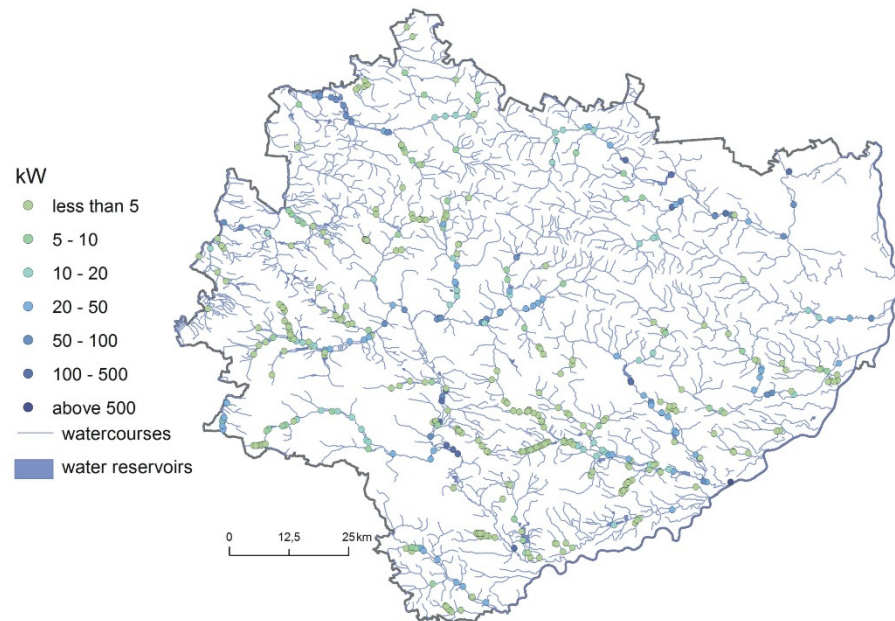 kW
less than 5
5 - 10
10 - 20
20 - 50
50 - 100
100 - 500
above 500
watercourses
water reservoirs
0 12,5 25 km